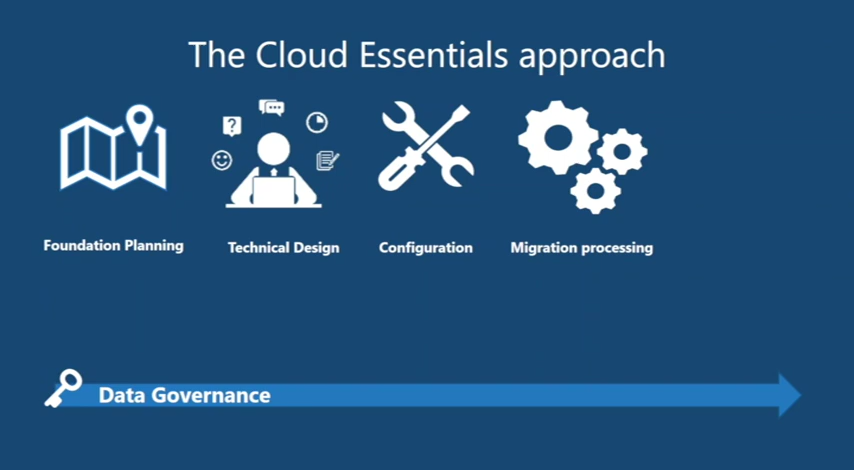 The Cloud Essentials approach
?
Foundation Planning
Technical Design
Configuration
Migration processing
Data Governance